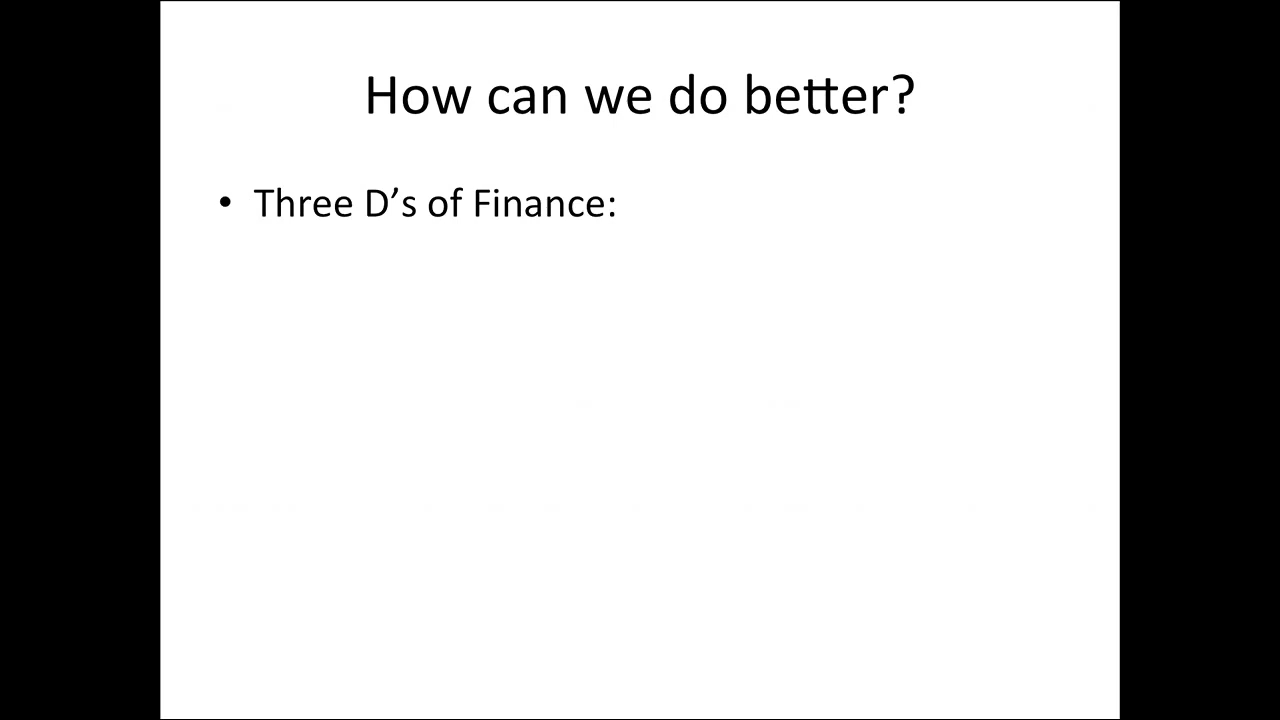 How can we do better?
• Three D’s of Finance: